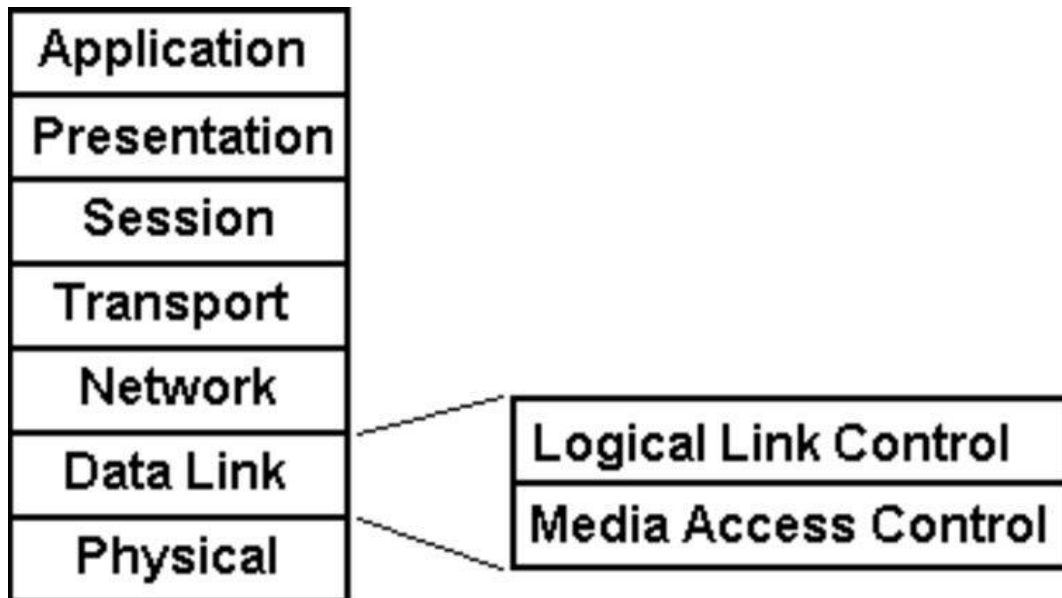 Application
Presentation
Session
Transport
Network
Data Link
Physical
Logical Link Control
Media Access Control